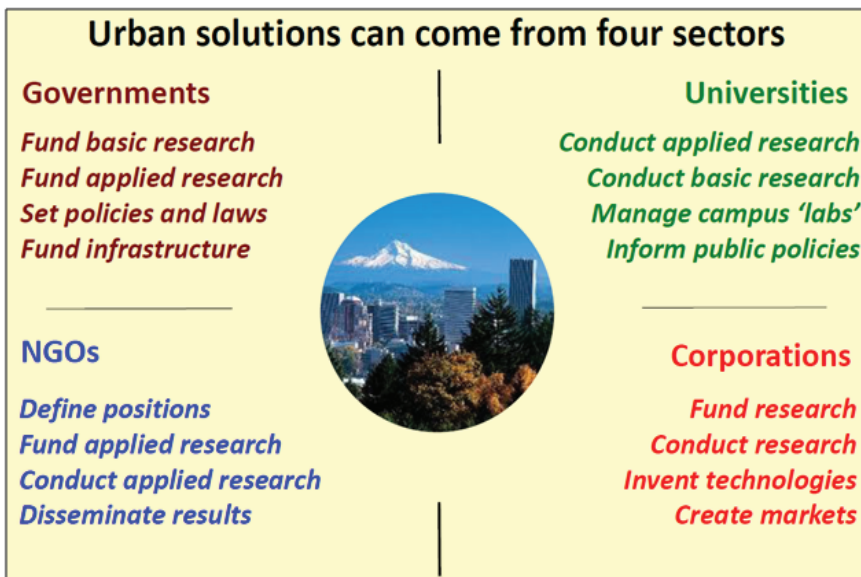 Urban solutions can come from four sectors
Governments
Fund basic research
Fund applied research
Set policies and laws
Fund infrastructure
Universities
Conduct applied research
Conduct basic research
Manage campus ‘labs’
Inform public policies
NGOs
Define positions
Fund applied research
Conduct applied research
Disseminate results
Corporations
Fund research
Conduct research
Invent technologies
Create markets